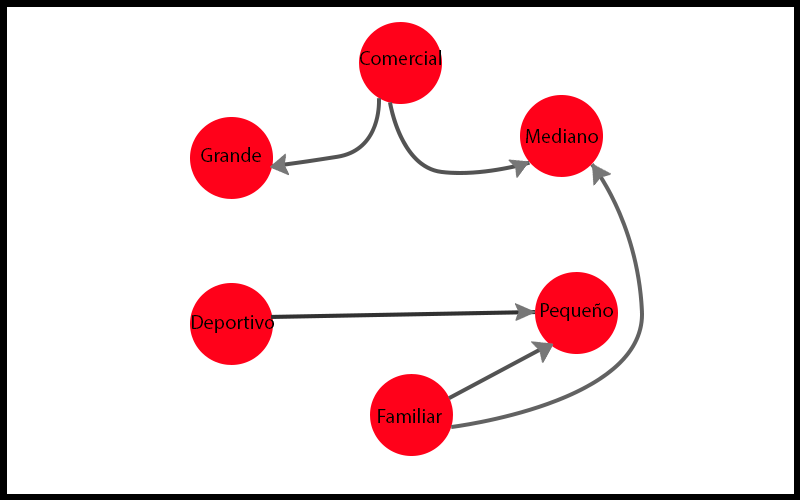 Comercial
Mediano
Grande
Pequeño
Deportivo
Familiar